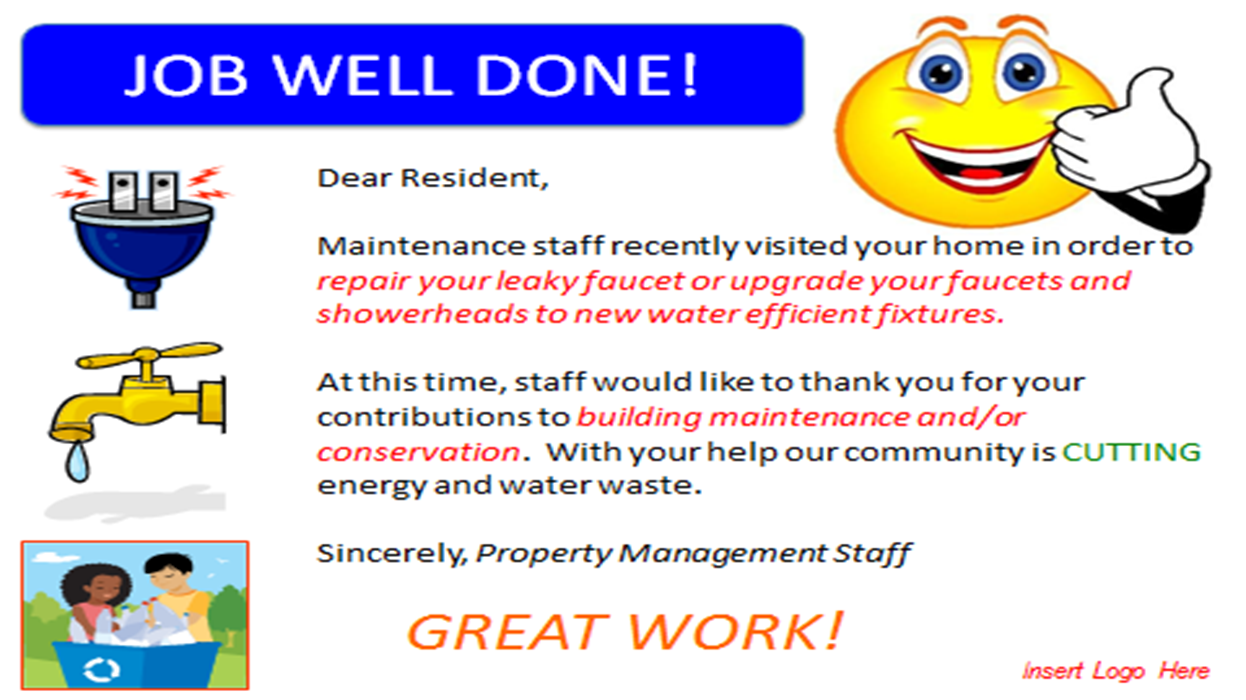 JOB WELL DONE!
Dear Resident,
Maintenance staff recently visited your home in order to
repair your leaky faucet or upgrade your faucets and
showerheads to new water efficient fixtures.
At this time, staff would like to thank you for your
contributions to building maintenance and/or
conservation.  With your help our community is CUTTING
energy and water waste.
Sincerely, Property Management Staff
GREAT WORK!
Insert Logo Here